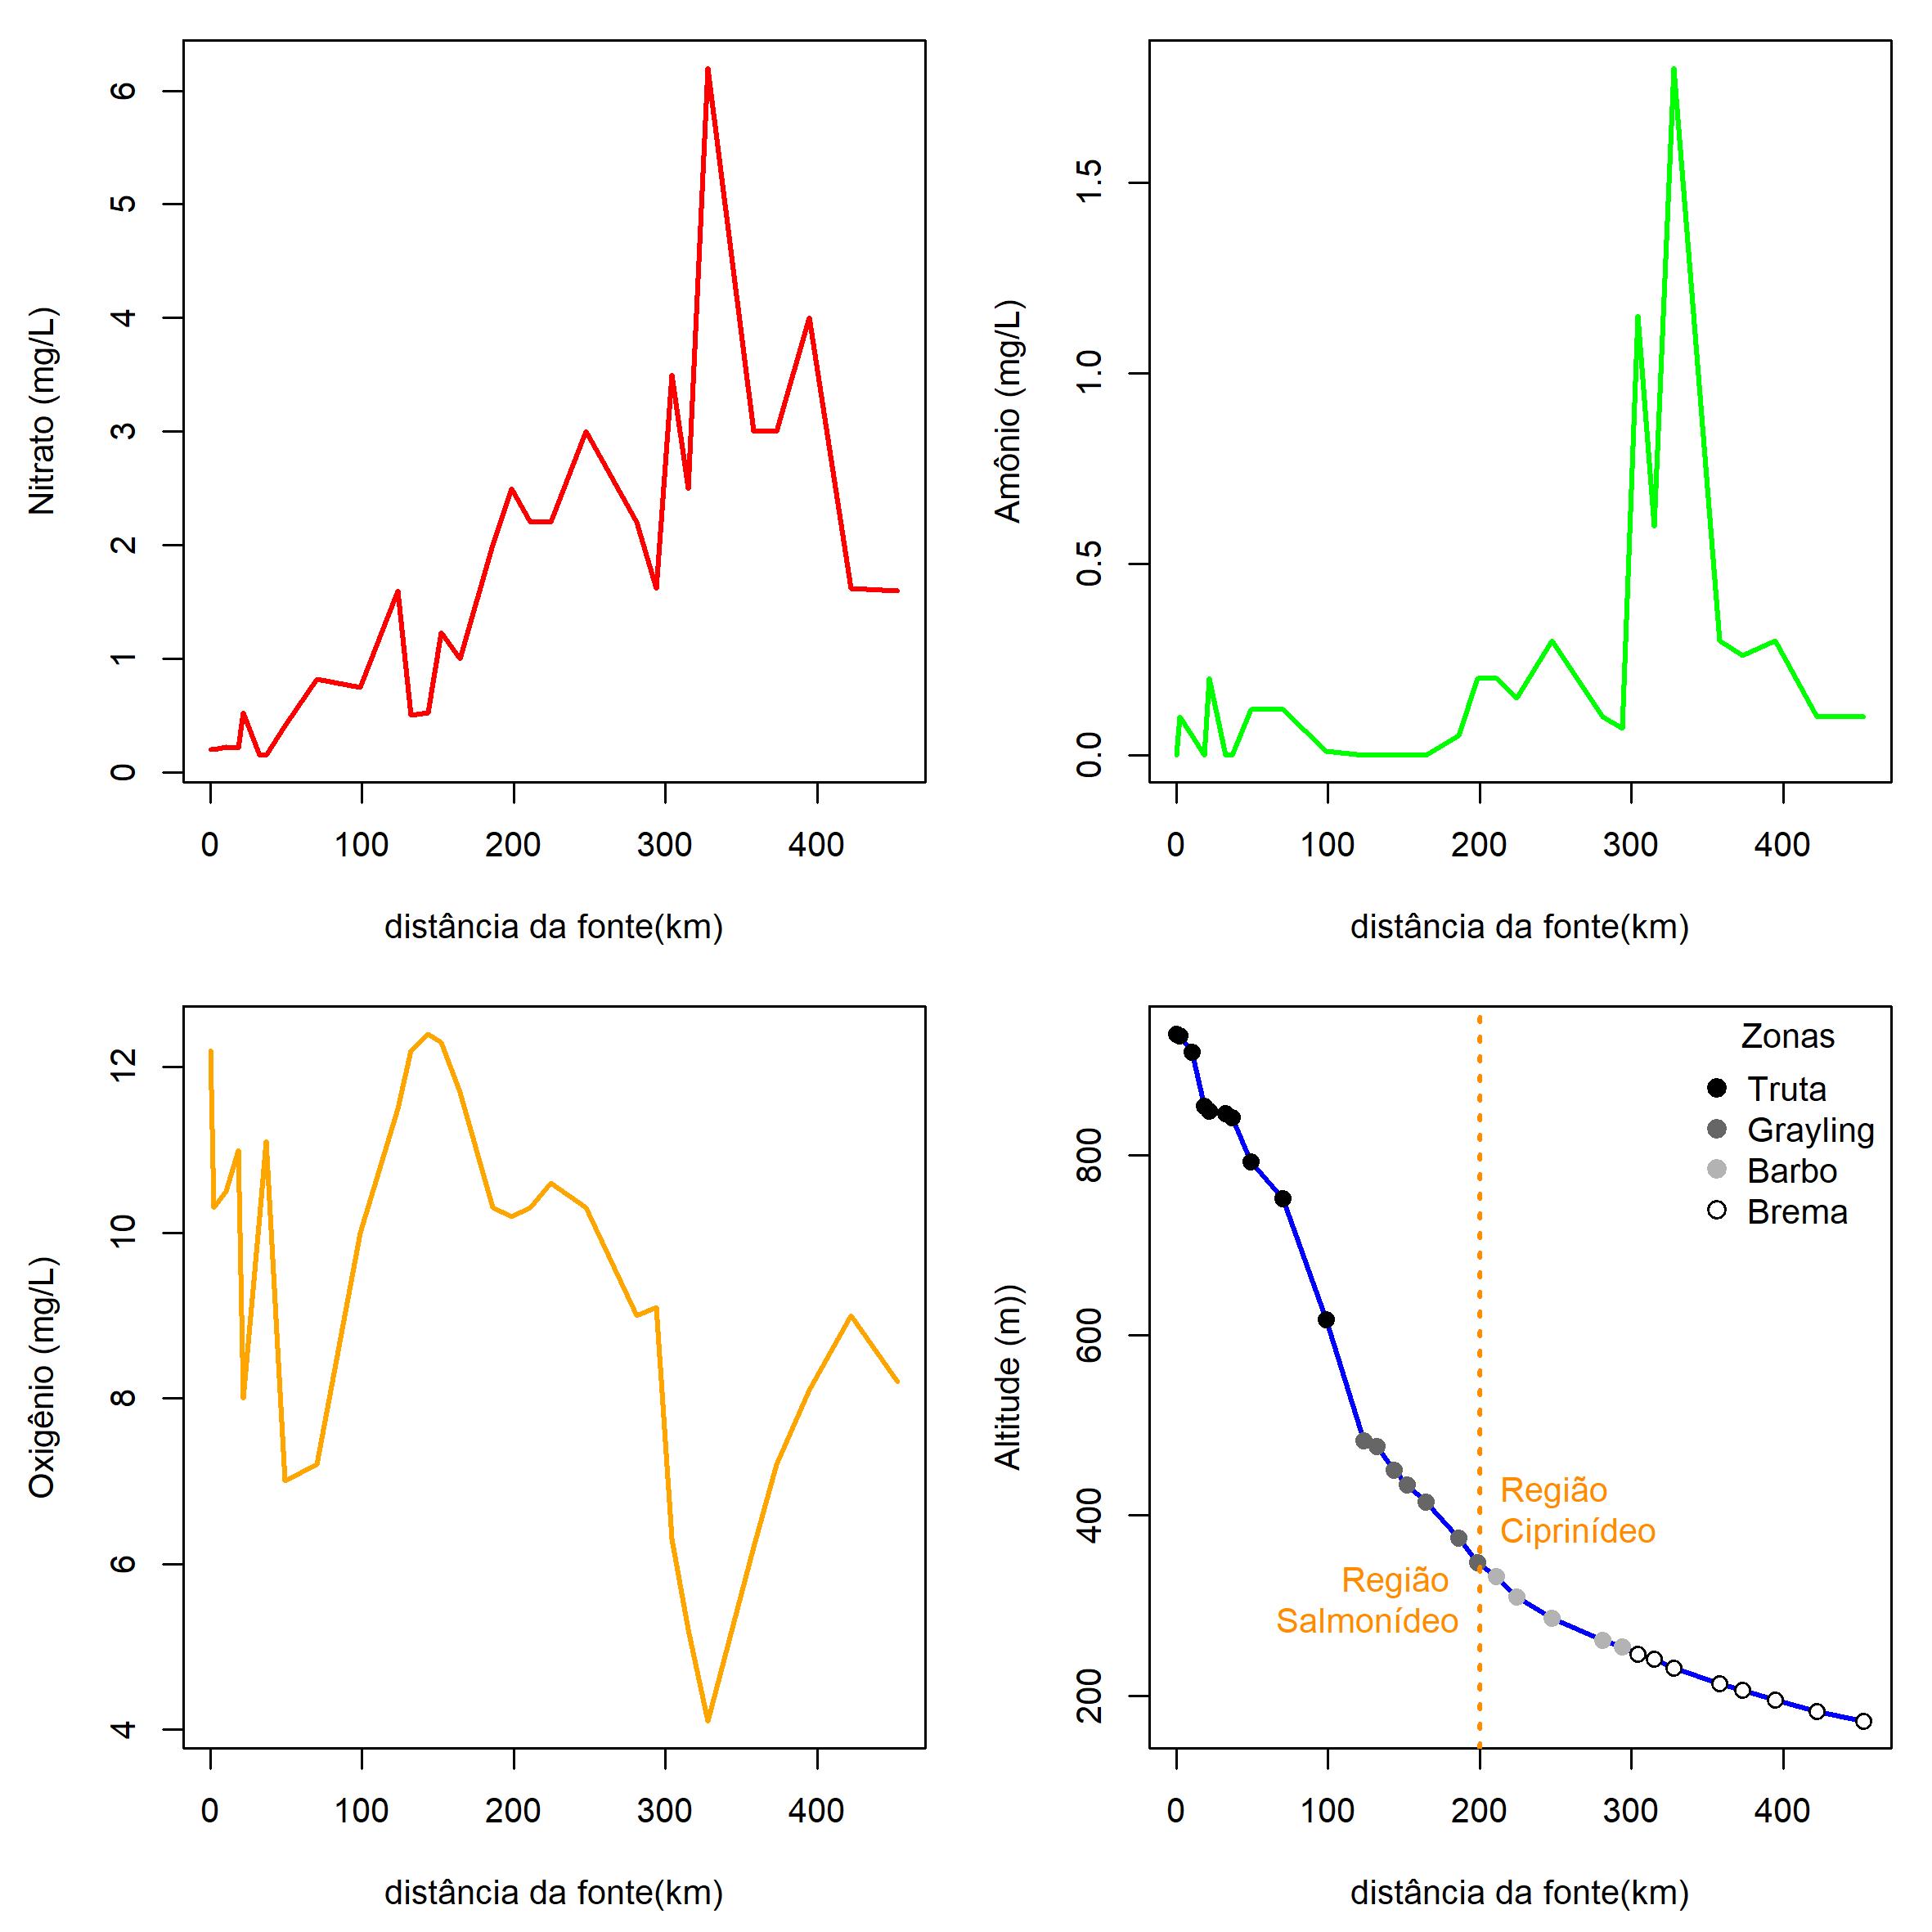 Nitrato (mg/L)
6
5
4
3
2
1
0
0 100 200 300 400
distância da fonte(km)
Amônio (mg/L)
1.5
1.0
0.5
0.0
0 100 200 300 400
distância da fonte(km)
Oxigênio (mg/L)
12
10
8
6
4
0 100 200 300 400
distância da fonte(km)
Altitude (m))
800
600
400
200
Zonas
Truta
Grayling
Barbo
Brema
Região
Ciprinídeo
Região
Salmonídeo
0 100 200 300 400
distância da fonte(km)